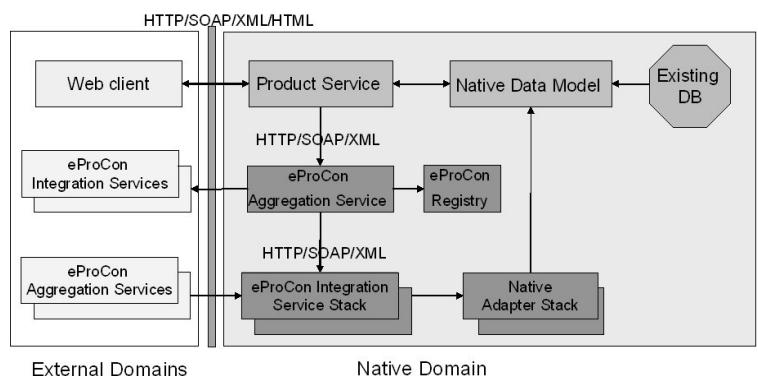 HTTP/SOAP/XML/HTML
Web client
Product Service
Native Data Model
Existing
DB
HTTP/SOAP/XML
eProCon
Integration Services
eProCon
Aggregation Service
eProCon
Registry
HTTP/SOAP/XML
eProCon
Aggregation Services
eProCon Integration
Service Stack
Native
Adapter Stack
External Domains
Native Domain